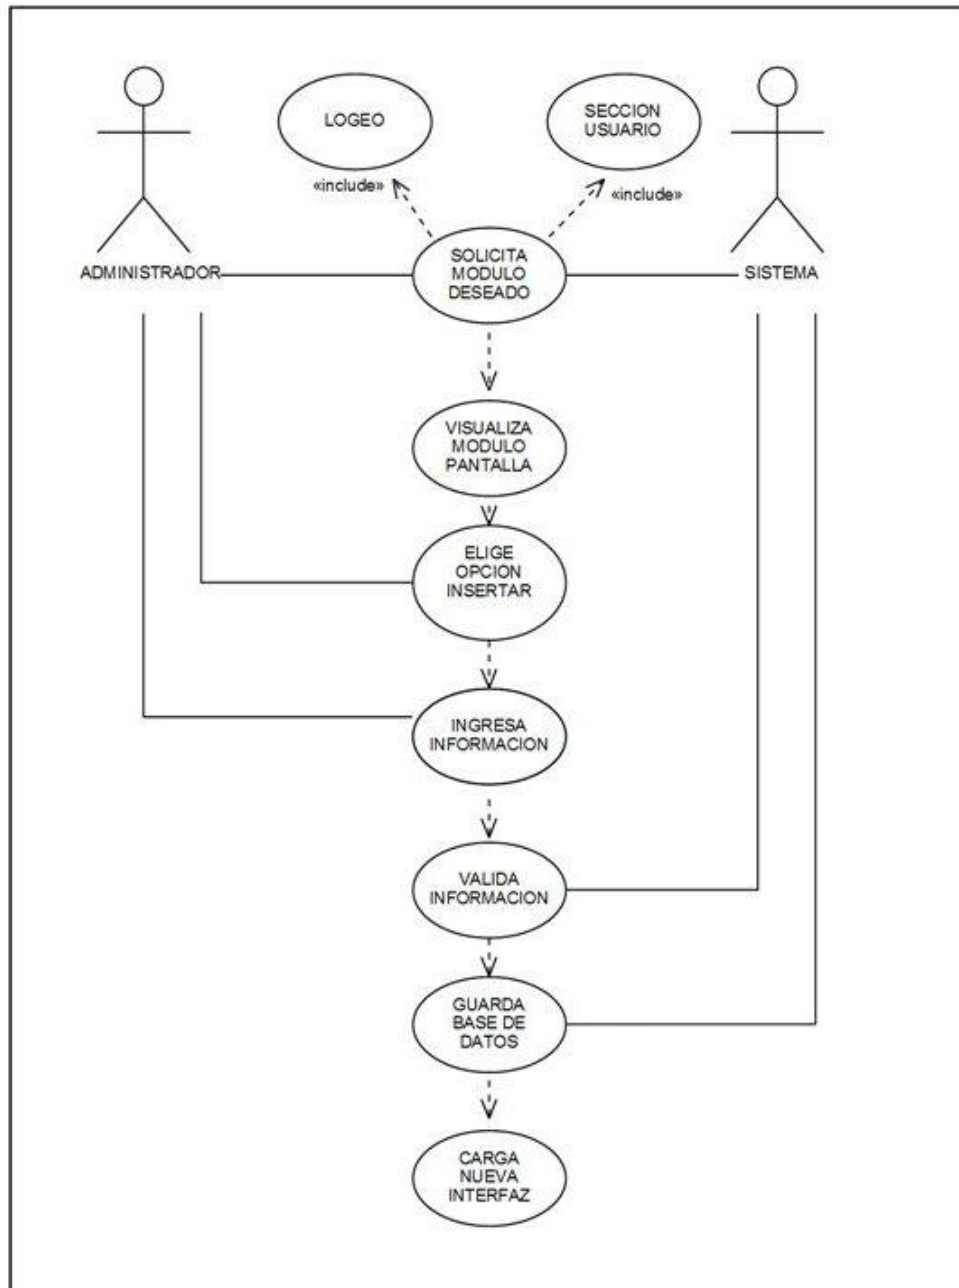 LOGEO
SECCION
USUARIO
«include»
«include»
ADMINISTRADOR
SOLICITA
MODULO
DESEADO
SISTEMA
VISUALIZA
MODULO
PANTALLA
ELIGE
OPCION
INSERTAR
INGRESA
INFORMACION
VALIDA
INFORMACION
GUARDA
BASE DE
DATOS
CARGA
NUEVA
INTERFAZ